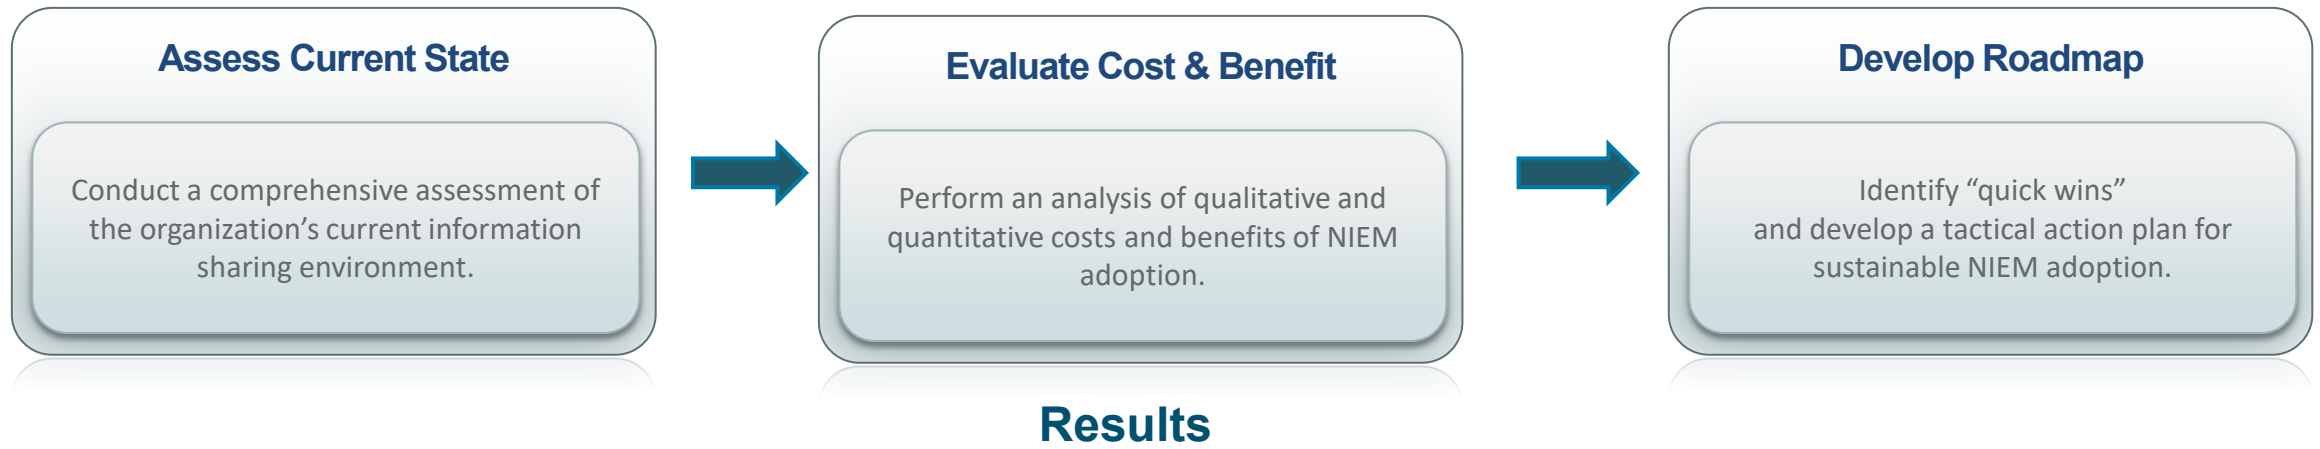 Assess Current State
Conduct a comprehensive assessment of
the organization’s current information
sharing environment.
Evaluate Cost & Benefit
Perform an analysis of qualitative and
quantitative costs and benefits of NIEM
adoption.
Develop Roadmap
Identify “quick wins”
and develop a tactical action plan for
sustainable NIEM adoption.
Results